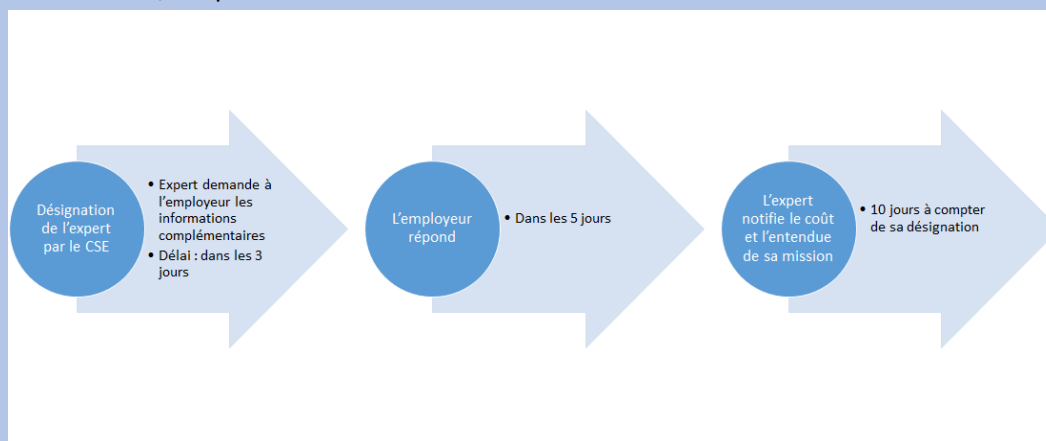 Désignation
de l'expert
par le CSE
• Expert demande à
l'employeur les
informations
complémentaires
• Délai : dans les 3
jours
L'employeur
répond
• Dans les 5 jours
L'expert
notifie le coût
et l'entendue
de sa mission
• 10 jours à compter
de sa désignation